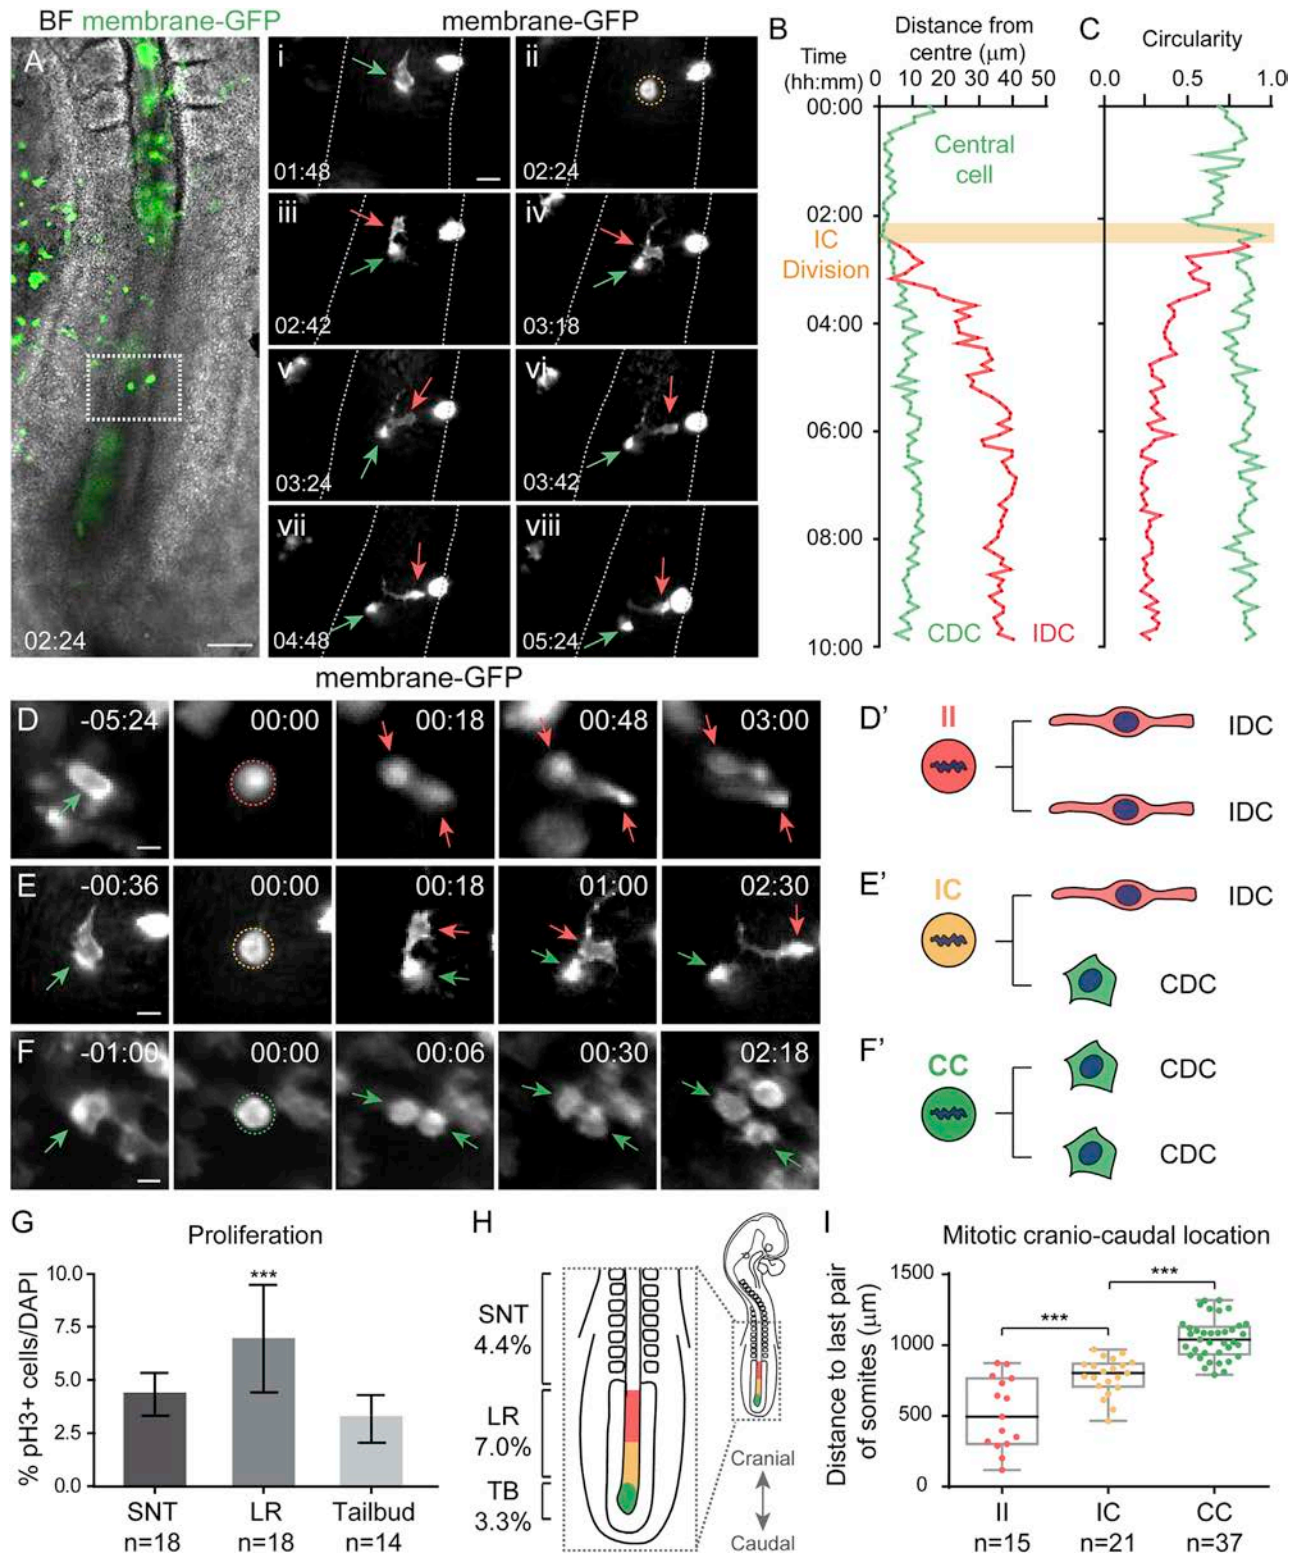 BF membrane-GFP
membrane-GFP
A
02:24
i
01:48
ii
02:24
iii
02:42
iv
03:18
v
03:24
vi
03:42
vii
04:48
viii
05:24
B
Distance from
centre (μm)
Time
(hh:mm)
0 10 20 30 40 50
00:00
02:00
04:00
06:00
08:00
10:00
Central
cell
IC
Division
CDC
IDC
C
Circularity
0.0 0.5 1.0
membrane-GFP
D
-05:24
00:00
00:18
00:48
03:00
D'
II
IDC
IDC
E
-00:36
00:00
00:18
01:00
02:30
E'
IC
IDC
CDC
F
-01:00
00:00
00:06
00:30
02:18
F'
CC
CDC
CDC
G
Proliferation
% pH3+ cells/DAPI
10.0
7.5
5.0
2.5
0.0
***
SNT LR Tailbud
n=18 n=18 n=14
H
SNT
4.4%
LR
7.0%
TB
3.3%
Cranial
Caudal
I
Mitotic cranio-caudal location
Distance to last pair
of somites (μm)
1500
1000
500
0
***
***
II IC CC
n=15 n=21 n=37